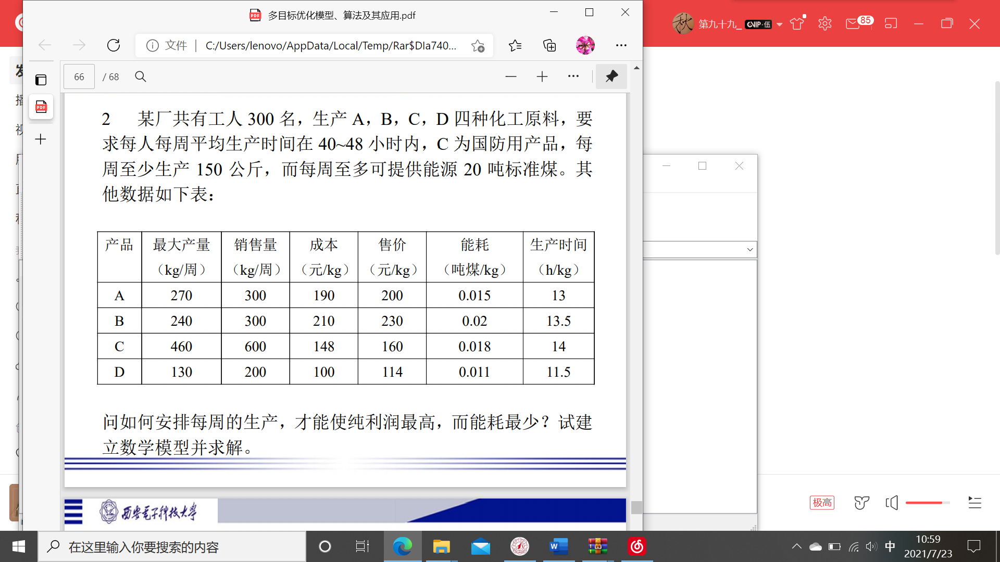 多目标优化模型、算法及其应用.pdf
文件
C:/Users/lenovo/AppData/Local/Temp/Rar$DIa740...
66 / 68
第九十九_
CVIP·伍
85
2 某厂共有工人 300 名，生产 A，B，C，D 四种化工原料，要
求每人每周平均生产时间在 40~48 小时内，C 为国防用产品，每
周至少生产 150 公斤，而每周至多可提供能源 20 吨标准煤。其
他数据如下表：
产品 最大产量 销售量 成本 售价 能耗 生产时间
（kg/周） （kg/周） （元/kg） （元/kg） （吨煤/kg） （h/kg）
A 270 300 190 200 0.015 13
B 240 300 210 230 0.02 13.5
C 460 600 148 160 0.018 14
D 130 200 100 114 0.011 11.5
问如何安排每周的生产，才能使纯利润最高，而能耗最少？试建
立数学模型并求解。
西安电子科技大学
极高
在这里输入你要搜索的内容
中
10:59
2021/7/23